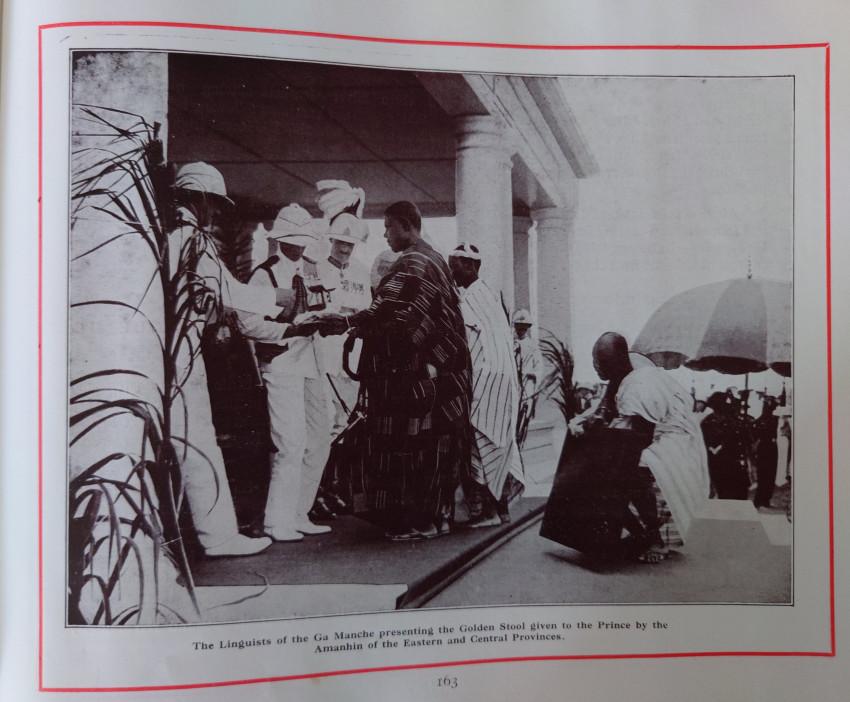 The Linguists of the Ga Manche presenting the Golden Stool given to the Prince by the
Amanhin of the Eastern and Central Provinces.
163